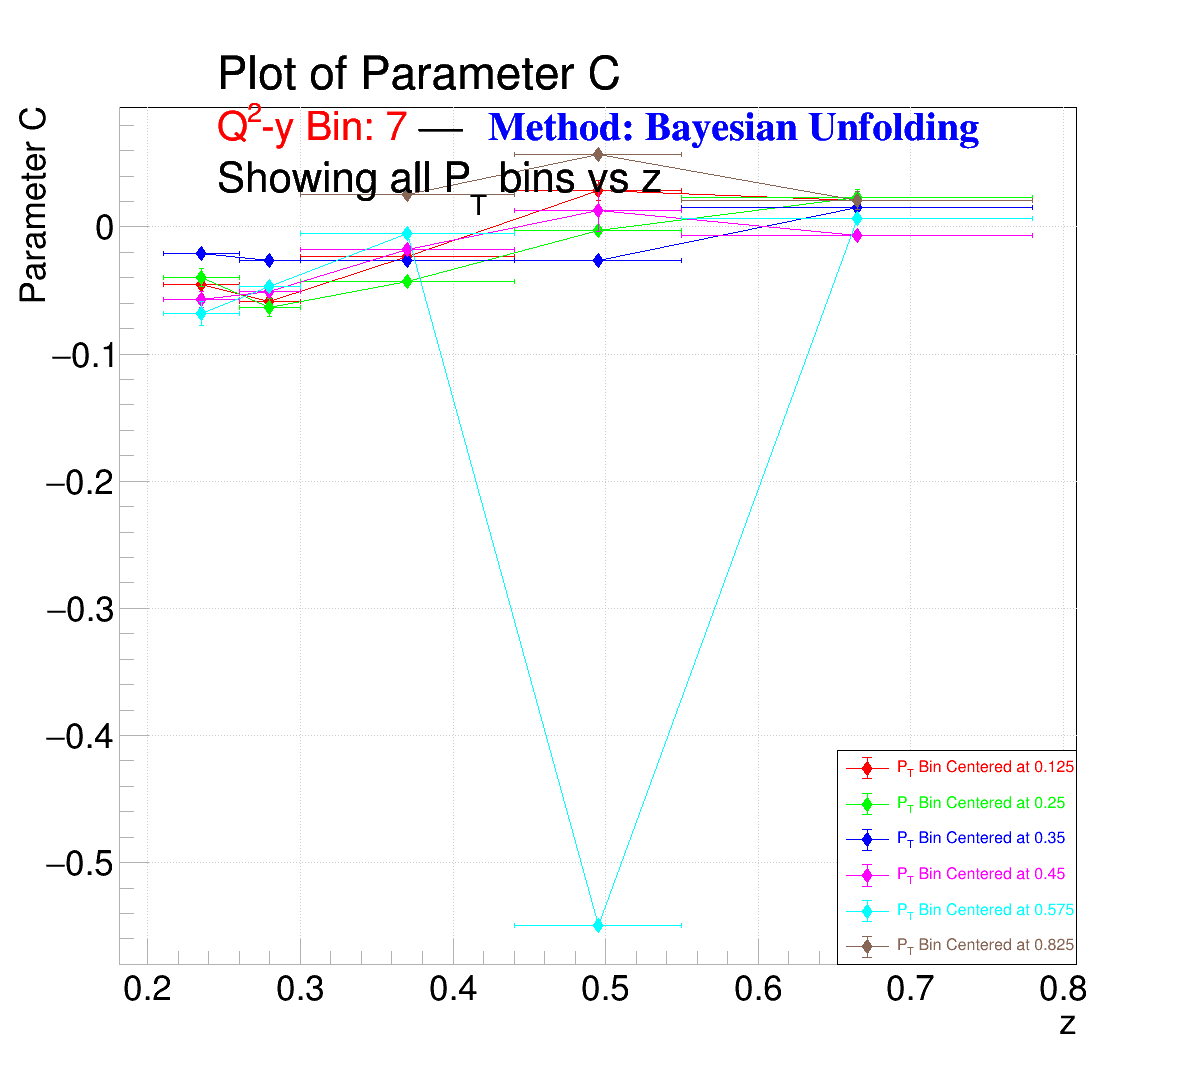 Plot of Parameter C
Q2-y Bin: 7 — Method: Bayesian Unfolding
Showing all PT bins vs z
Parameter C
0
−0.1
−0.2
−0.3
−0.4
−0.5
PT Bin Centered at 0.125
PT Bin Centered at 0.25
PT Bin Centered at 0.35
PT Bin Centered at 0.45
PT Bin Centered at 0.575
PT Bin Centered at 0.825
0.2 0.3 0.4 0.5 0.6 0.7 0.8
z